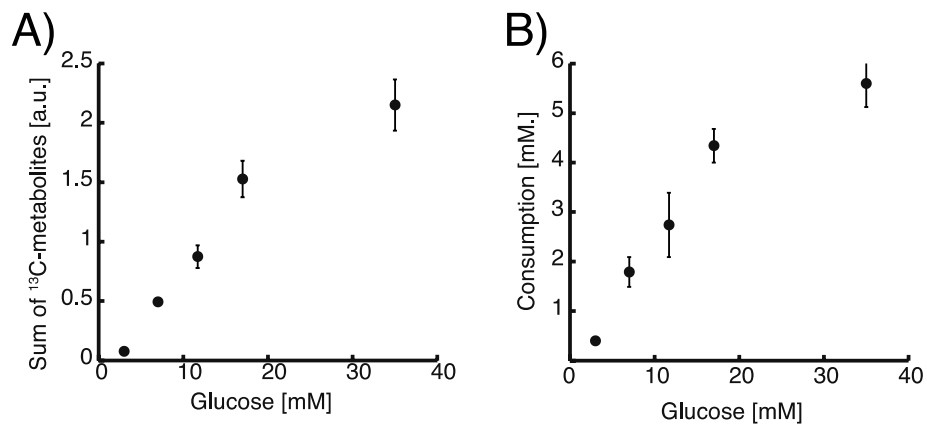 A)
2.5
2
1.5
1
0.5
0
0 10 20 30 40
Glucose [mM]
Sum of ¹³C-metabolites [a.u.]
B)
6
5
4
3
2
1
0 10 20 30 40
Glucose [mM]
Consumption [mM.]